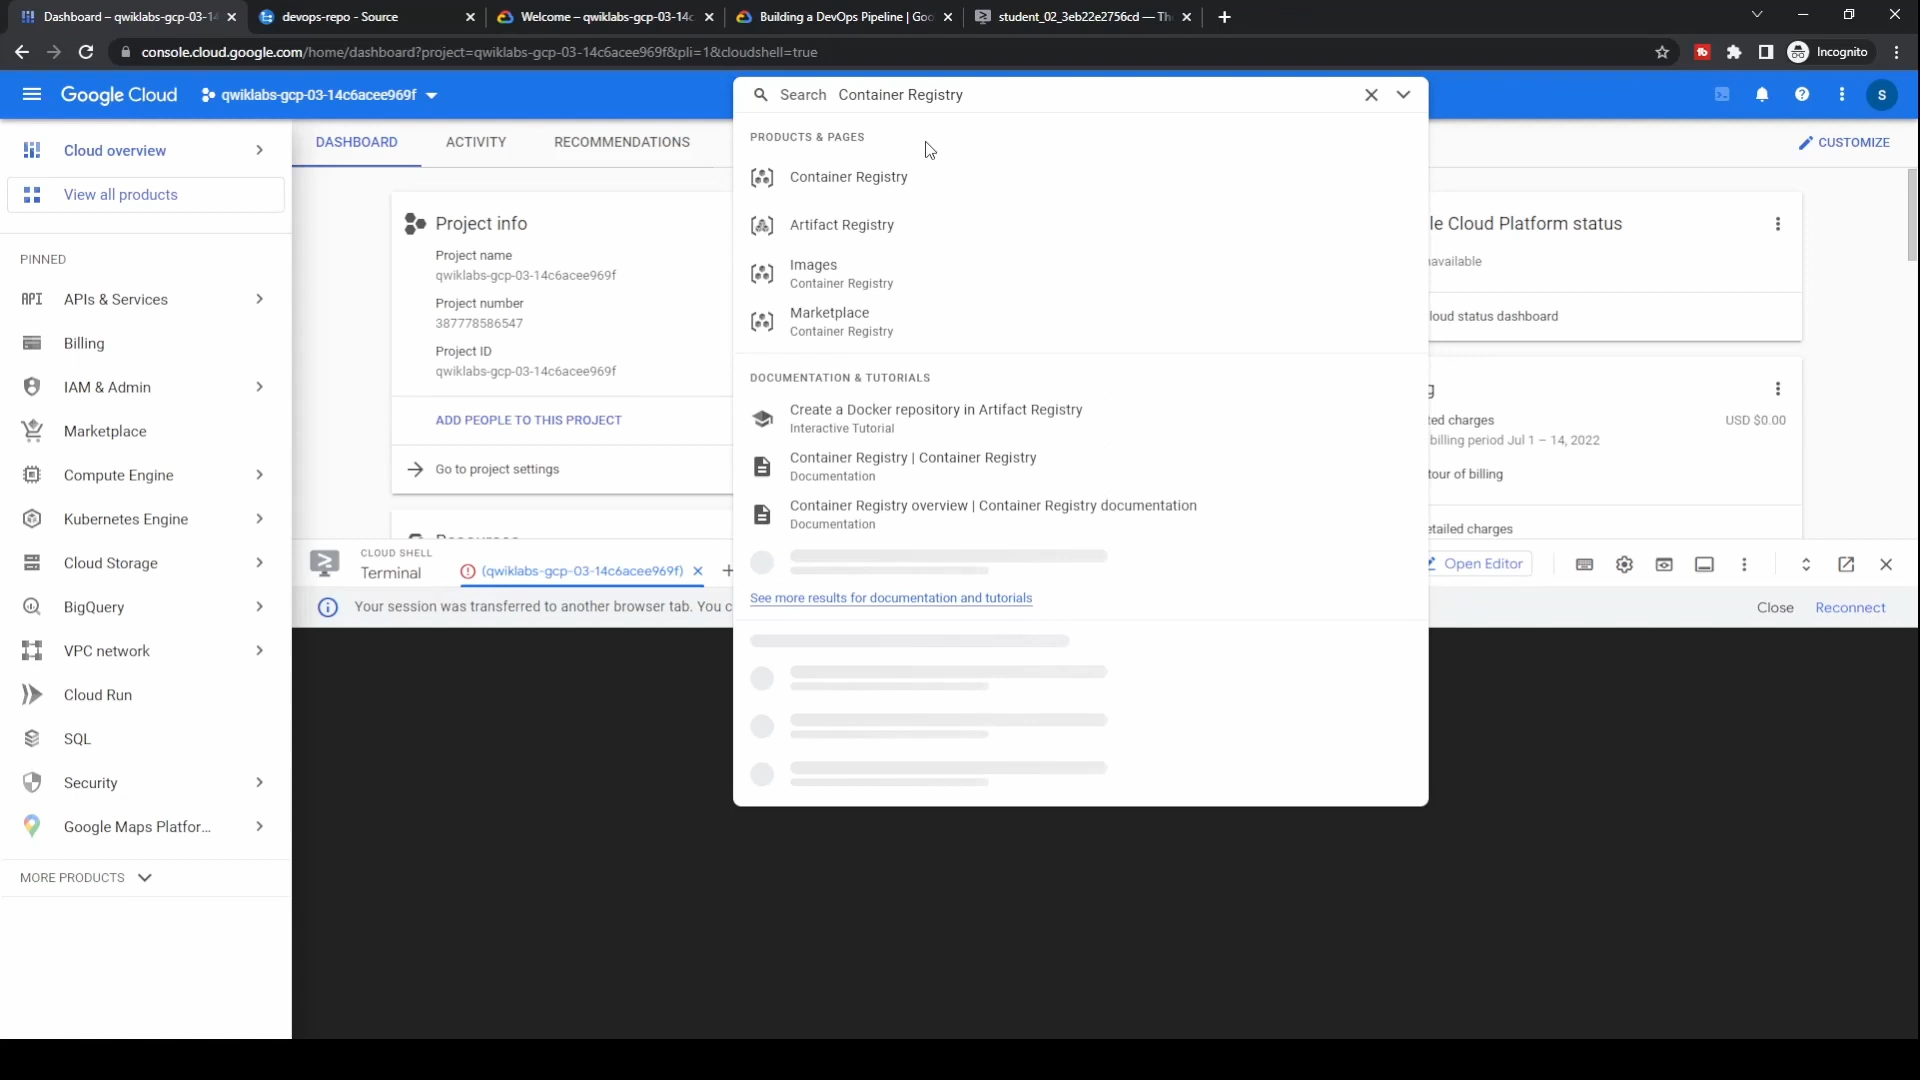 Dashboard – qwiklabs-gcp-03-1
devops-repo - Source
Welcome – qwiklabs-gcp-03-14c
Building a DevOps Pipeline | Goo
student_02_3eb22e2756cd — Th
console.cloud.google.com/home/dashboard?project=qwiklabs-gcp-03-14c6acee969f&pli=1&cloudshell=true
Incognito
Google Cloud
qwiklabs-gcp-03-14c6acee969f
Search Container Registry
S
Cloud overview
View all products
PINNED
API APIs & Services
Billing
IAM & Admin
Marketplace
Compute Engine
Kubernetes Engine
Cloud Storage
BigQuery
VPC network
Cloud Run
SQL
Security
Google Maps Platfor...
MORE PRODUCTS
DASHBOARD
ACTIVITY
RECOMMENDATIONS
CUSTOMIZE
Project info
Project name
qwiklabs-gcp-03-14c6acee969f
Project number
387778586547
Project ID
qwiklabs-gcp-03-14c6acee969f
ADD PEOPLE TO THIS PROJECT
Go to project settings
PRODUCTS & PAGES
Container Registry
Artifact Registry
Images
Container Registry
Marketplace
Container Registry
DOCUMENTATION & TUTORIALS
Create a Docker repository in Artifact Registry
Interactive Tutorial
Container Registry | Container Registry
Documentation
Container Registry overview | Container Registry documentation
Documentation
See more results for documentation and tutorials
le Cloud Platform status
available
loud status dashboard
g
ted charges
USD $0.00
billing period Jul 1 – 14, 2022
tour of billing
etailed charges
CLOUD SHELL
Terminal
(qwiklabs-gcp-03-14c6acee969f)
Open Editor
Your session was transferred to another browser tab. You c
Close
Reconnect